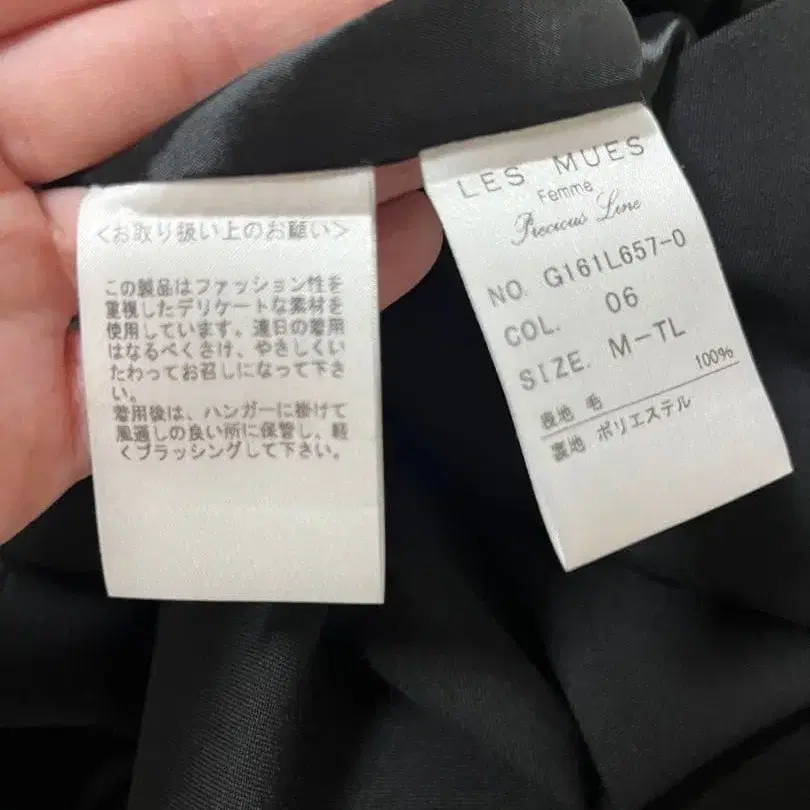 <お取り扱い上のお願い>
この製品はファッション性を
重視したデリケートな素材を
使用しています。連日の着用
はなるべくさけ、やさしくい
たわってお召しになって下さ
い。
着用後は、ハンガーに掛けて
風通しの良い所に保管し、軽
くブラッシングして下さい。
LES MUES
Femme
Precious Line
NO. G161L657-0
COL. 06
SIZE. M-TL
表地 毛 100%
裏地 ポリエステル